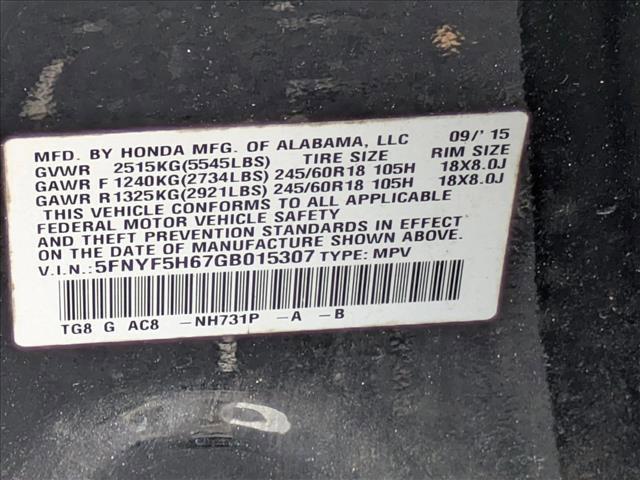 MFD. BY HONDA MFG. OF ALABAMA, LLC 09/'15
GVWR 2515KG(5545LBS) TIRE SIZE RIM SIZE
GAWR F 1240KG(2734LBS) 245/60R18 105H 18X8.0J
GAWR R 1325KG(2921LBS) 245/60R18 105H 18X8.0J
THIS VEHICLE CONFORMS TO ALL APPLICABLE
FEDERAL MOTOR VEHICLE SAFETY
AND THEFT PREVENTION STANDARDS IN EFFECT
ON THE DATE OF MANUFACTURE SHOWN ABOVE.
V.I.N.: 5FNYF5H67GB015307 TYPE: MPV
TG8 G AC8 -NH731P -A -B